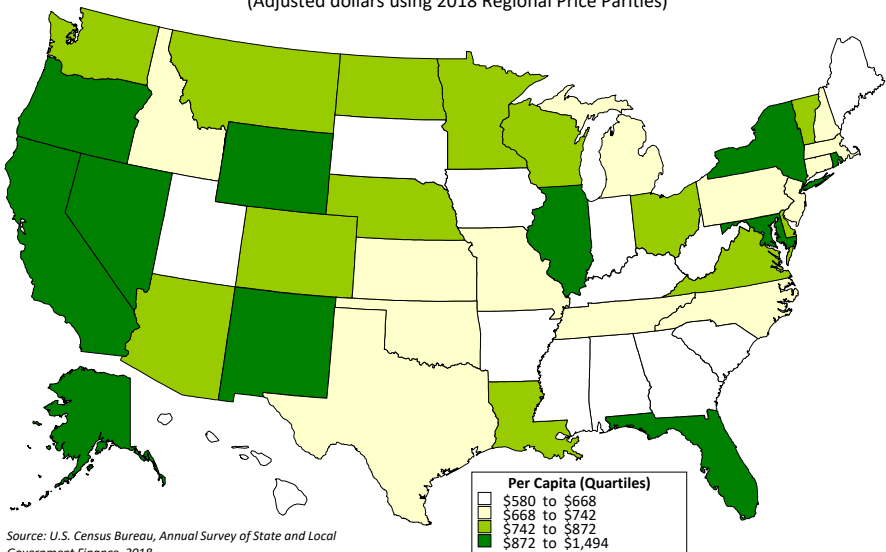 (Adjusted dollars using 2018 Regional Price Parities)
Per Capita (Quartiles)
$580 to $668
$668 to $742
$742 to $872
$872 to $1,494
Source: U.S. Census Bureau, Annual Survey of State and Local
Government Finance, 2018